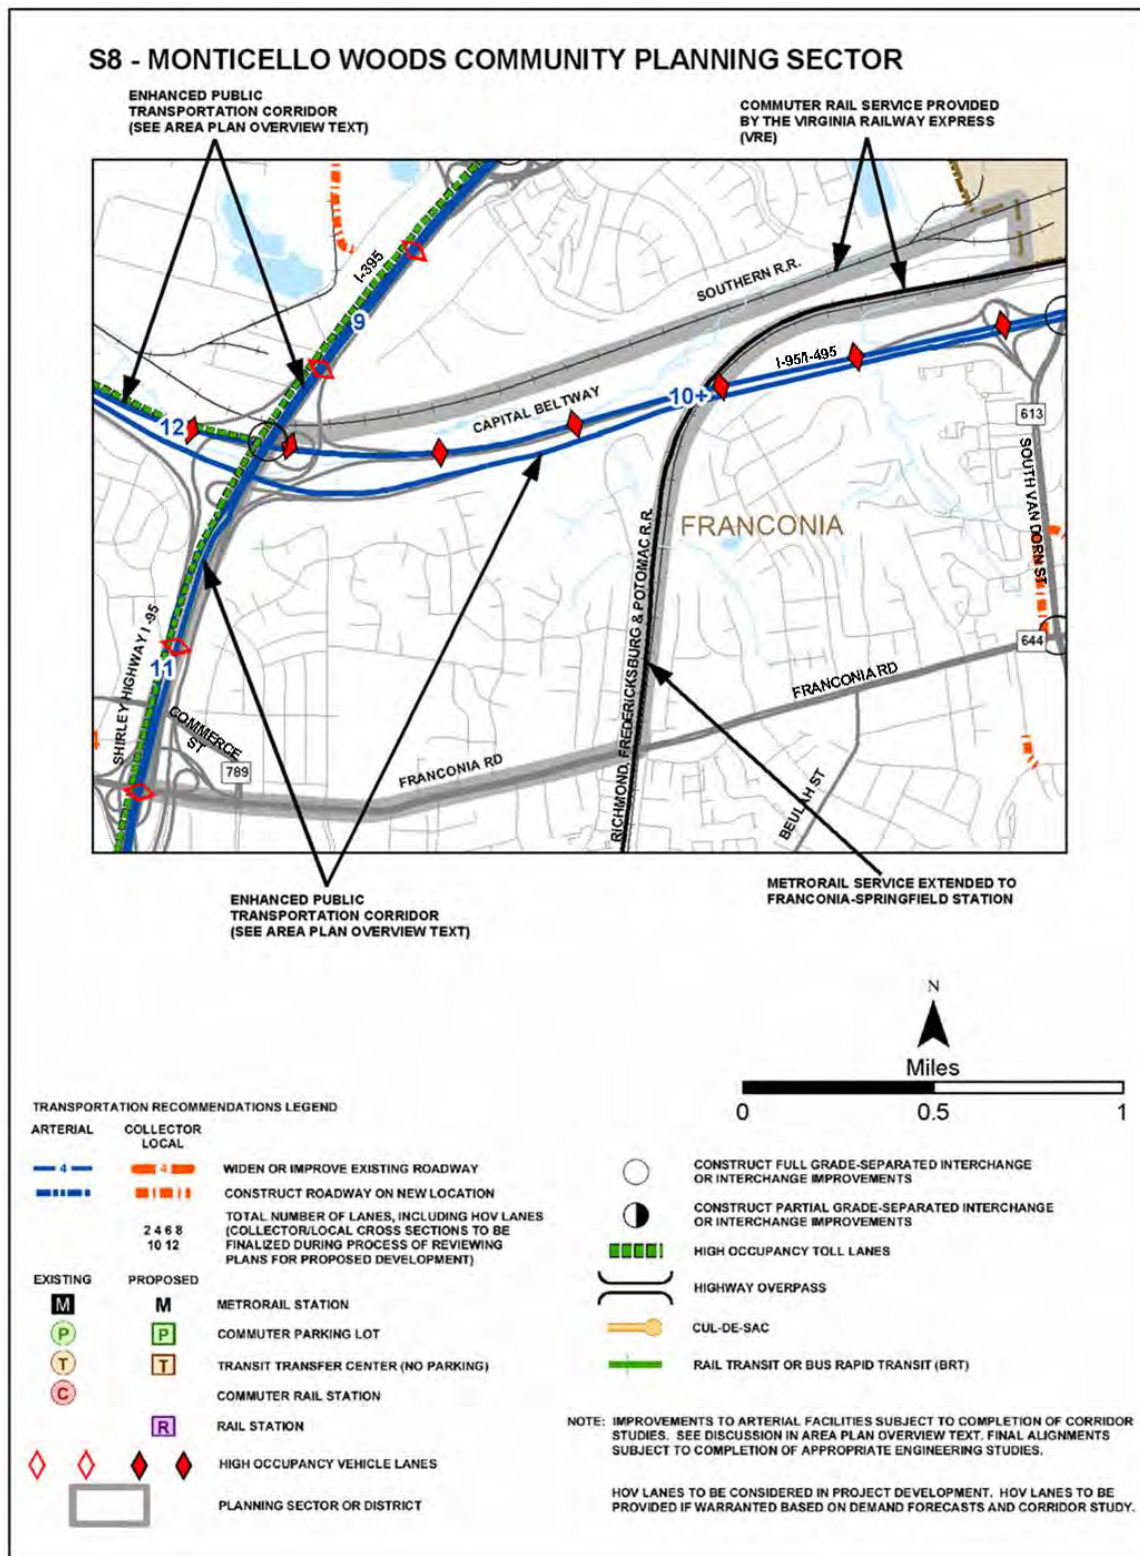 S8 - MONTICELLO WOODS COMMUNITY PLANNING SECTOR
ENHANCED PUBLIC
TRANSPORTATION CORRIDOR
(SEE AREA PLAN OVERVIEW TEXT)
COMMUTER RAIL SERVICE PROVIDED
BY THE VIRGINIA RAILWAY EXPRESS
(VRE)
I-395
9
SOUTHERN R.R.
I-95/I-495
10+
CAPITAL BELTWAY
12
613
SOUTH VAN DORN ST
FRANCONIA
RICHMOND, FREDERICKSBURG & POTOMAC R.R.
644
SHIRLEY HIGHWAY I -95
11
FRANCONIA RD
COMMERCE
ST
4
789
FRANCONIA RD
BEULAH ST
ENHANCED PUBLIC
TRANSPORTATION CORRIDOR
(SEE AREA PLAN OVERVIEW TEXT)
METRORAIL SERVICE EXTENDED TO
FRANCONIA-SPRINGFIELD STATION
N
Miles
0 0.5 1
TRANSPORTATION RECOMMENDATIONS LEGEND
ARTERIAL COLLECTOR
LOCAL
4 4 WIDEN OR IMPROVE EXISTING ROADWAY
CONSTRUCT ROADWAY ON NEW LOCATION
2 4 6 8
10 12
TOTAL NUMBER OF LANES, INCLUDING HOV LANES
(COLLECTOR/LOCAL CROSS SECTIONS TO BE
FINALIZED DURING PROCESS OF REVIEWING
PLANS FOR PROPOSED DEVELOPMENT)
EXISTING PROPOSED
M M METRORAIL STATION
P P COMMUTER PARKING LOT
T T TRANSIT TRANSFER CENTER (NO PARKING)
C COMMUTER RAIL STATION
R RAIL STATION
HIGH OCCUPANCY VEHICLE LANES
PLANNING SECTOR OR DISTRICT
CONSTRUCT FULL GRADE-SEPARATED INTERCHANGE
OR INTERCHANGE IMPROVEMENTS
CONSTRUCT PARTIAL GRADE-SEPARATED INTERCHANGE
OR INTERCHANGE IMPROVEMENTS
HIGH OCCUPANCY TOLL LANES
HIGHWAY OVERPASS
CUL-DE-SAC
RAIL TRANSIT OR BUS RAPID TRANSIT (BRT)
NOTE: IMPROVEMENTS TO ARTERIAL FACILITIES SUBJECT TO COMPLETION OF CORRIDOR
STUDIES. SEE DISCUSSION IN AREA PLAN OVERVIEW TEXT. FINAL ALIGNMENTS
SUBJECT TO COMPLETION OF APPROPRIATE ENGINEERING STUDIES.
HOV LANES TO BE CONSIDERED IN PROJECT DEVELOPMENT. HOV LANES TO BE
PROVIDED IF WARRANTED BASED ON DEMAND FORECASTS AND CORRIDOR STUDY.